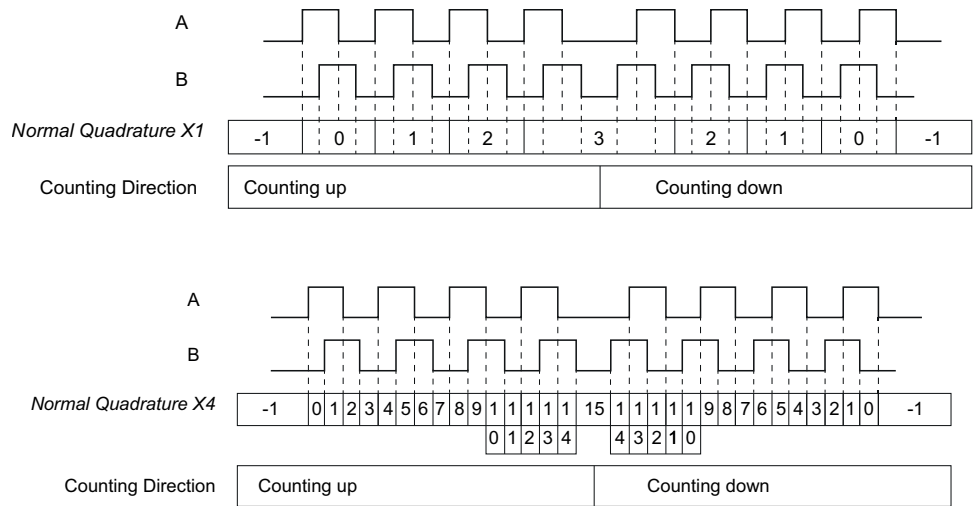 A
B
Normal Quadrature X1
-1 0 1 2 3 2 1 0 -1
Counting Direction Counting up Counting down
A
B
Normal Quadrature X4
-1 0 1 2 3 4 5 6 7 8 9 1 1 1 1 1 15 1 1 1 1 1 9 8 7 6 5 4 3 2 1 0 -1
0 1 2 3 4 4 3 2 1 0
Counting Direction Counting up Counting down